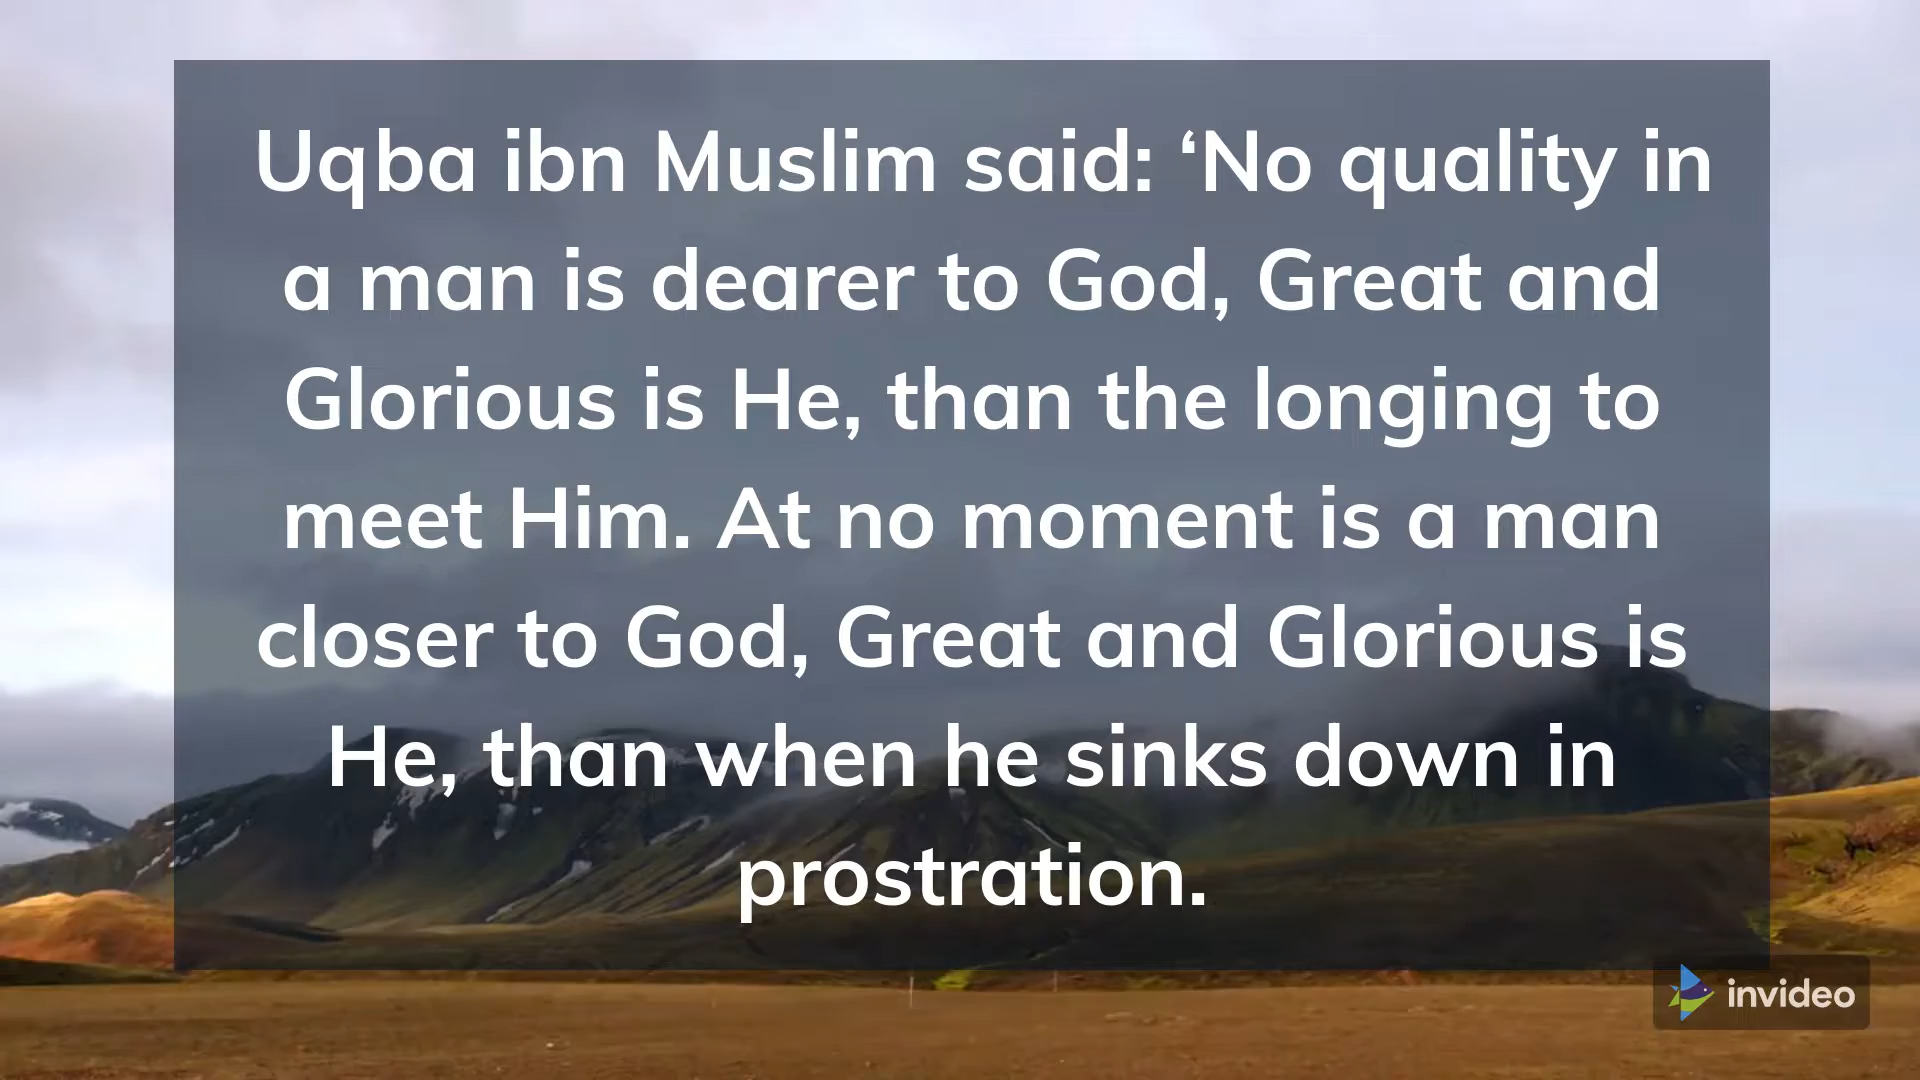 Uqba ibn Muslim said: ‘No quality in
a man is dearer to God, Great and
Glorious is He, than the longing to
meet Him. At no moment is a man
closer to God, Great and Glorious is
He, than when he sinks down in
prostration.
invideo